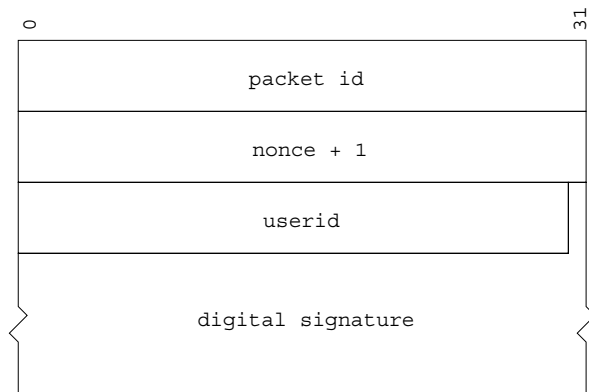 0 31
packet id
nonce + 1
userid
digital signature